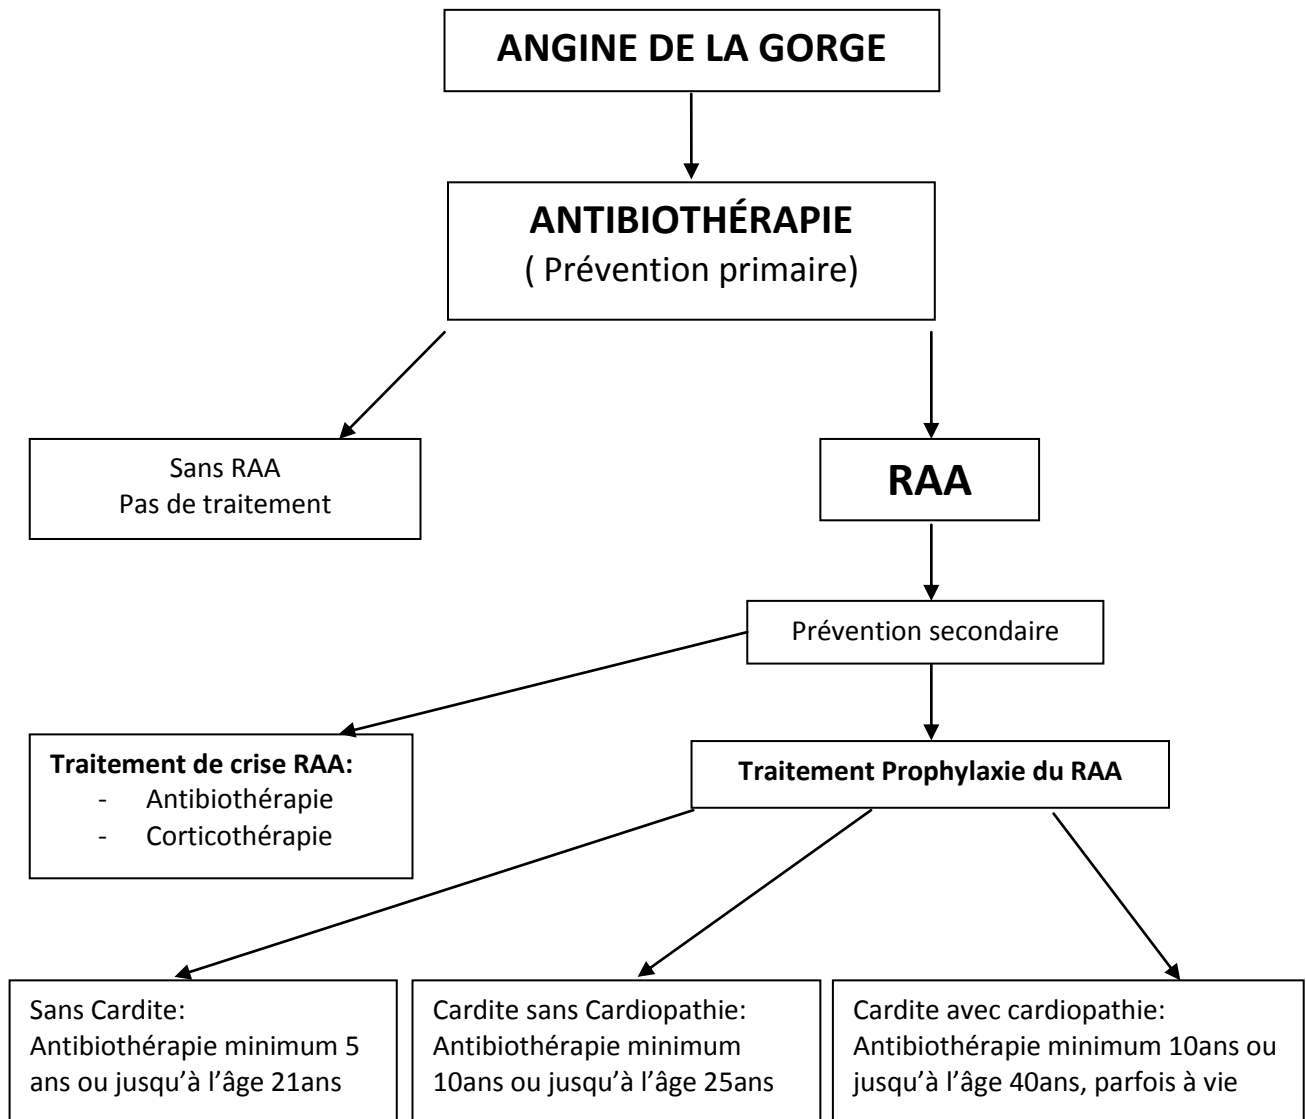 ANGINE DE LA GORGE
ANTIBIOTHÉRAPIE
( Prévention primaire)
Sans RAA
Pas de traitement
RAA
Prévention secondaire
Traitement de crise RAA:
- Antibiothérapie
- Corticothérapie
Traitement Prophylaxie du RAA
Sans Cardite:
Antibiothérapie minimum 5
ans ou jusqu’à l’âge 21ans
Cardite sans Cardiopathie:
Antibiothérapie minimum
10ans ou jusqu’à l’âge 25ans
Cardite avec cardiopathie:
Antibiothérapie minimum 10ans ou
jusqu’à l’âge 40ans, parfois à vie